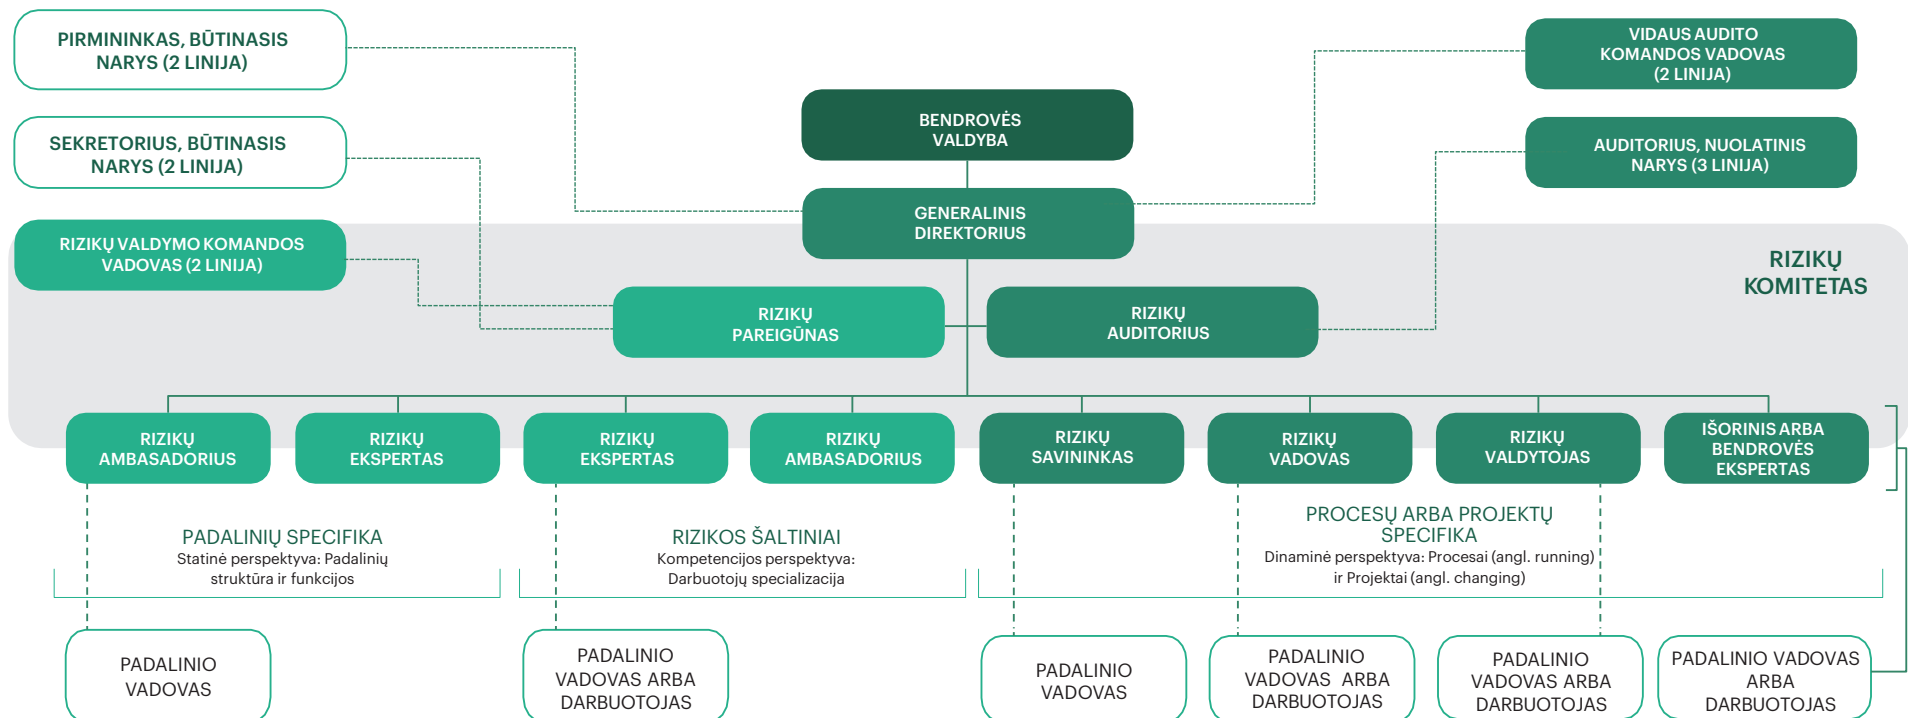 PIRMININKAS, BŪTINASIS
NARYS (2 LINIJA)
VIDAUS AUDITO
KOMANDOS VADOVAS
(2 LINIJA)
BENDROVĖS
VALDYBA
SEKRETORIUS, BŪTINASIS
NARYS (2 LINIJA)
AUDITORIUS, NUOLATINIS
NARYS (3 LINIJA)
GENERALINIS
DIREKTORIUS
RIZIKŲ VALDYMO KOMANDOS
VADOVAS (2 LINIJA)
RIZIKŲ
KOMITETAS
RIZIKŲ
PAREIGŪNAS
RIZIKŲ
AUDITORIUS
RIZIKŲ
AMBASADORIUS
RIZIKŲ
EKSPERTAS
RIZIKŲ
EKSPERTAS
RIZIKŲ
AMBASADORIUS
RIZIKŲ
SAVININKAS
RIZIKŲ
VADOVAS
RIZIKŲ
VALDYTOJAS
IŠORINIS ARBA
BENDROVĖS
EKSPERTAS
PADALINIŲ SPECIFIKA
Statinė perspektyva: Padalinių
struktūra ir funkcijos
RIZIKOS ŠALTINIAI
Kompetencijos perspektyva:
Darbuotojų specializacija
PROCESŲ ARBA PROJEKTŲ
SPECIFIKA
Dinaminė perspektyva: Procesai (angl. running)
ir Projektai (angl. changing)
PADALINIO
VADOVAS
PADALINIO
VADOVAS ARBA
DARBUOTOJAS
PADALINIO
VADOVAS
PADALINIO
VADOVAS ARBA
DARBUOTOJAS
PADALINIO
VADOVAS ARBA
DARBUOTOJAS
PADALINIO VADOVAS
ARBA
DARBUOTOJAS